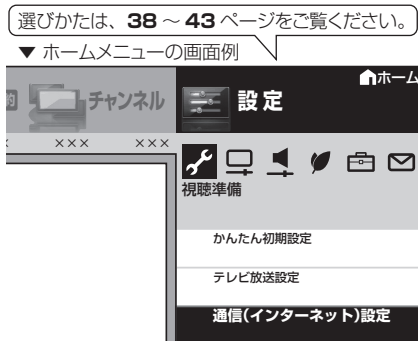 選びかたは、38 ～ 43 ページをご覧ください。
▼ ホームメニューの画面例
ホーム
チャンネル
設定
××× ×××
視聴準備
かんたん初期設定
テレビ放送設定
通信(インターネット)設定